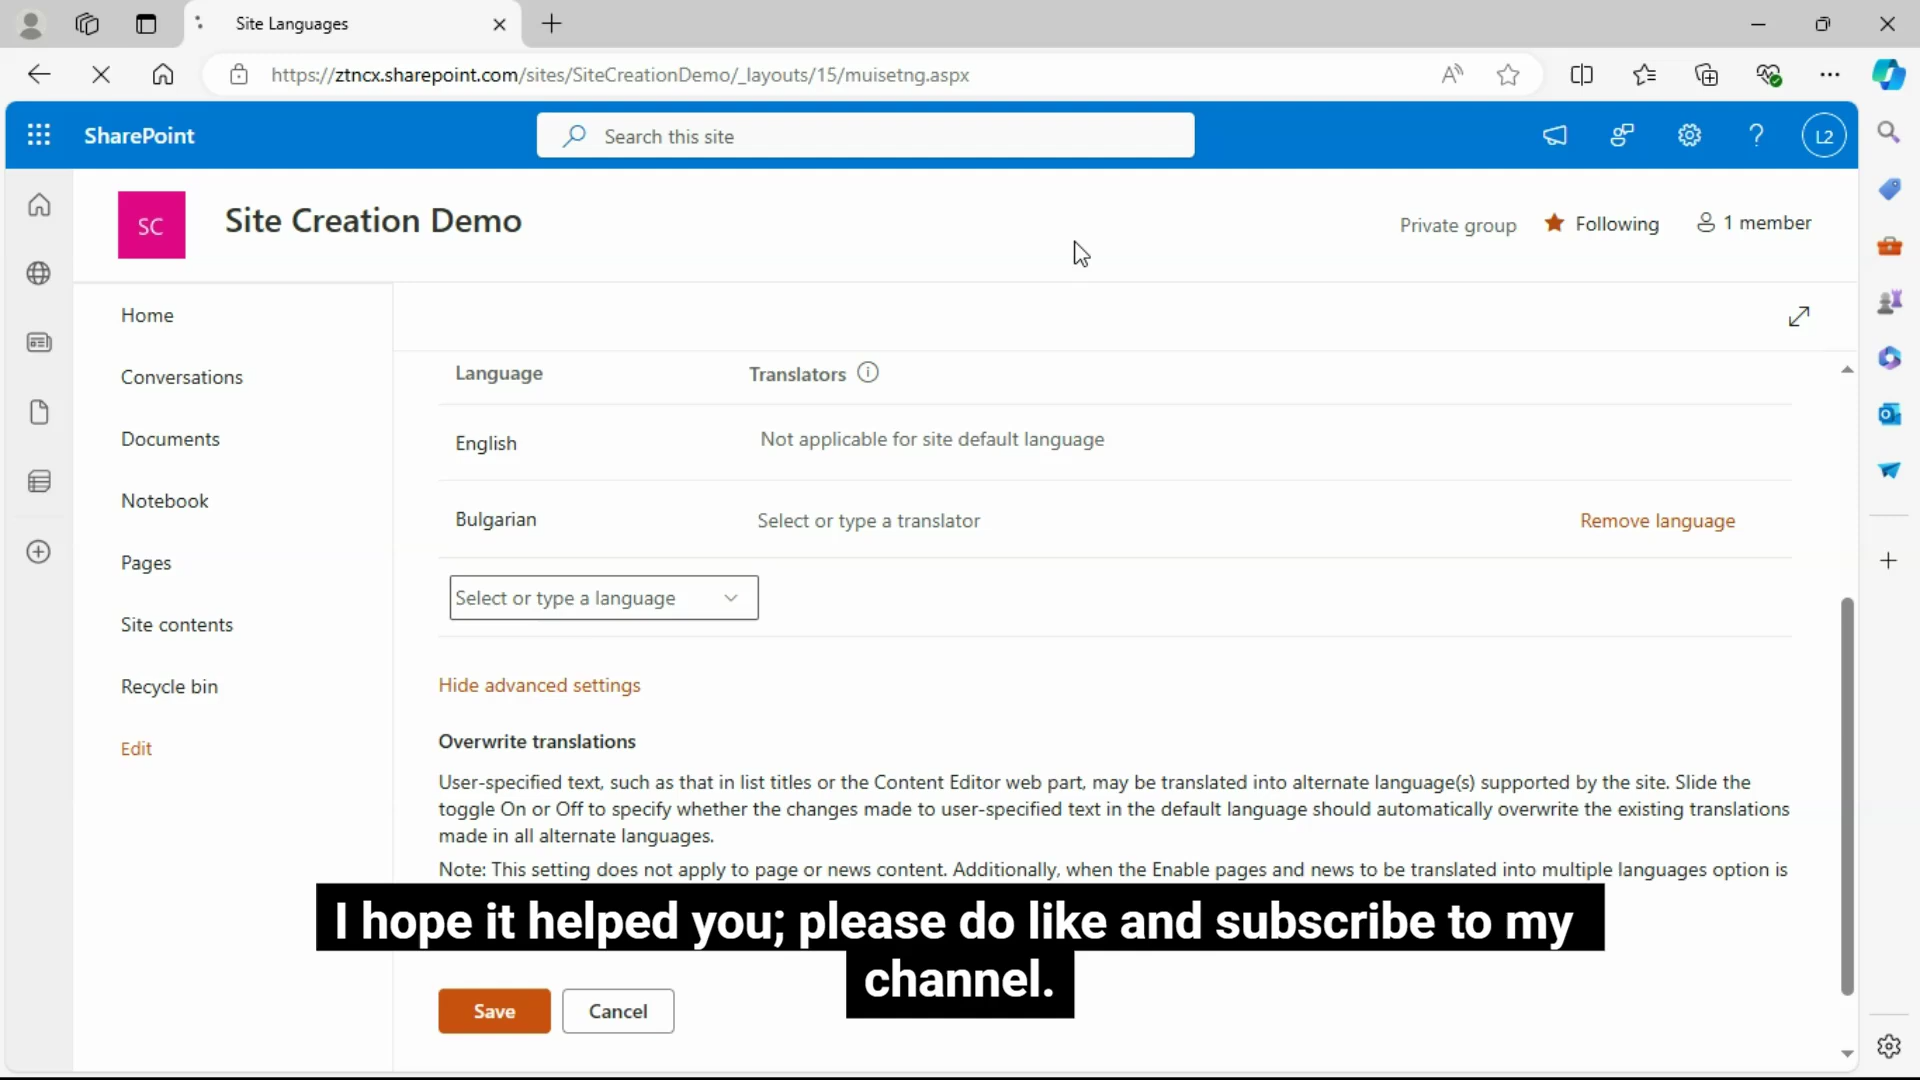 Site Languages
https://ztncx.sharepoint.com/sites/SiteCreationDemo/_layouts/15/muisetng.aspx
SharePoint
Search this site
L2
SC
Site Creation Demo
Private group
Following
1 member
Home
Conversations
Documents
Notebook
Pages
Site contents
Recycle bin
Edit
Language
Translators
English
Not applicable for site default language
Bulgarian
Select or type a translator
Remove language
Select or type a language
Hide advanced settings
Overwrite translations
User-specified text, such as that in list titles or the Content Editor web part, may be translated into alternate language(s) supported by the site. Slide the
toggle On or Off to specify whether the changes made to user-specified text in the default language should automatically overwrite the existing translations
made in all alternate languages.
Note: This setting does not apply to page or news content. Additionally, when the Enable pages and news to be translated into multiple languages option is
I hope it helped you; please do like and subscribe to my
channel.
Save
Cancel